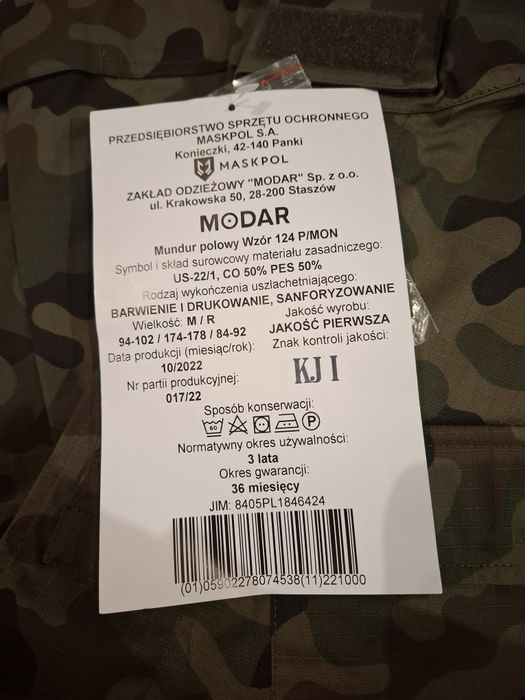 PRZEDSIĘBIORSTWO SPRZĘTU OCHRONNEGO
MASKPOL S.A.
Konieczki, 42-140 Panki
MASKPOL
ZAKŁAD ODZIEŻOWY "MODAR" Sp. z o.o.
ul. Krakowska 50, 28-200 Staszów
MODAR
Mundur polowy Wzór 124 P/MON
Symbol i skład surowcowy materiału zasadniczego:
US-22/1, CO 50% PES 50%
Rodzaj wykończenia uszlachetniającego:
BARWIENIE I DRUKOWANIE, SANFORYZOWANIE
Wielkość: M / R
94-102 / 174-178 / 84-92
Data produkcji (miesiąc/rok):
10/2022
Nr partii produkcyjnej:
017/22
Jakość wyrobu:
JAKOŚĆ PIERWSZA
Znak kontroli jakości:
KJ I
Sposób konserwacji:
60 P
Normatywny okres używalności:
3 lata
Okres gwarancji:
36 miesięcy
JIM: 8405PL1846424
(01)05902278074538(11)221000